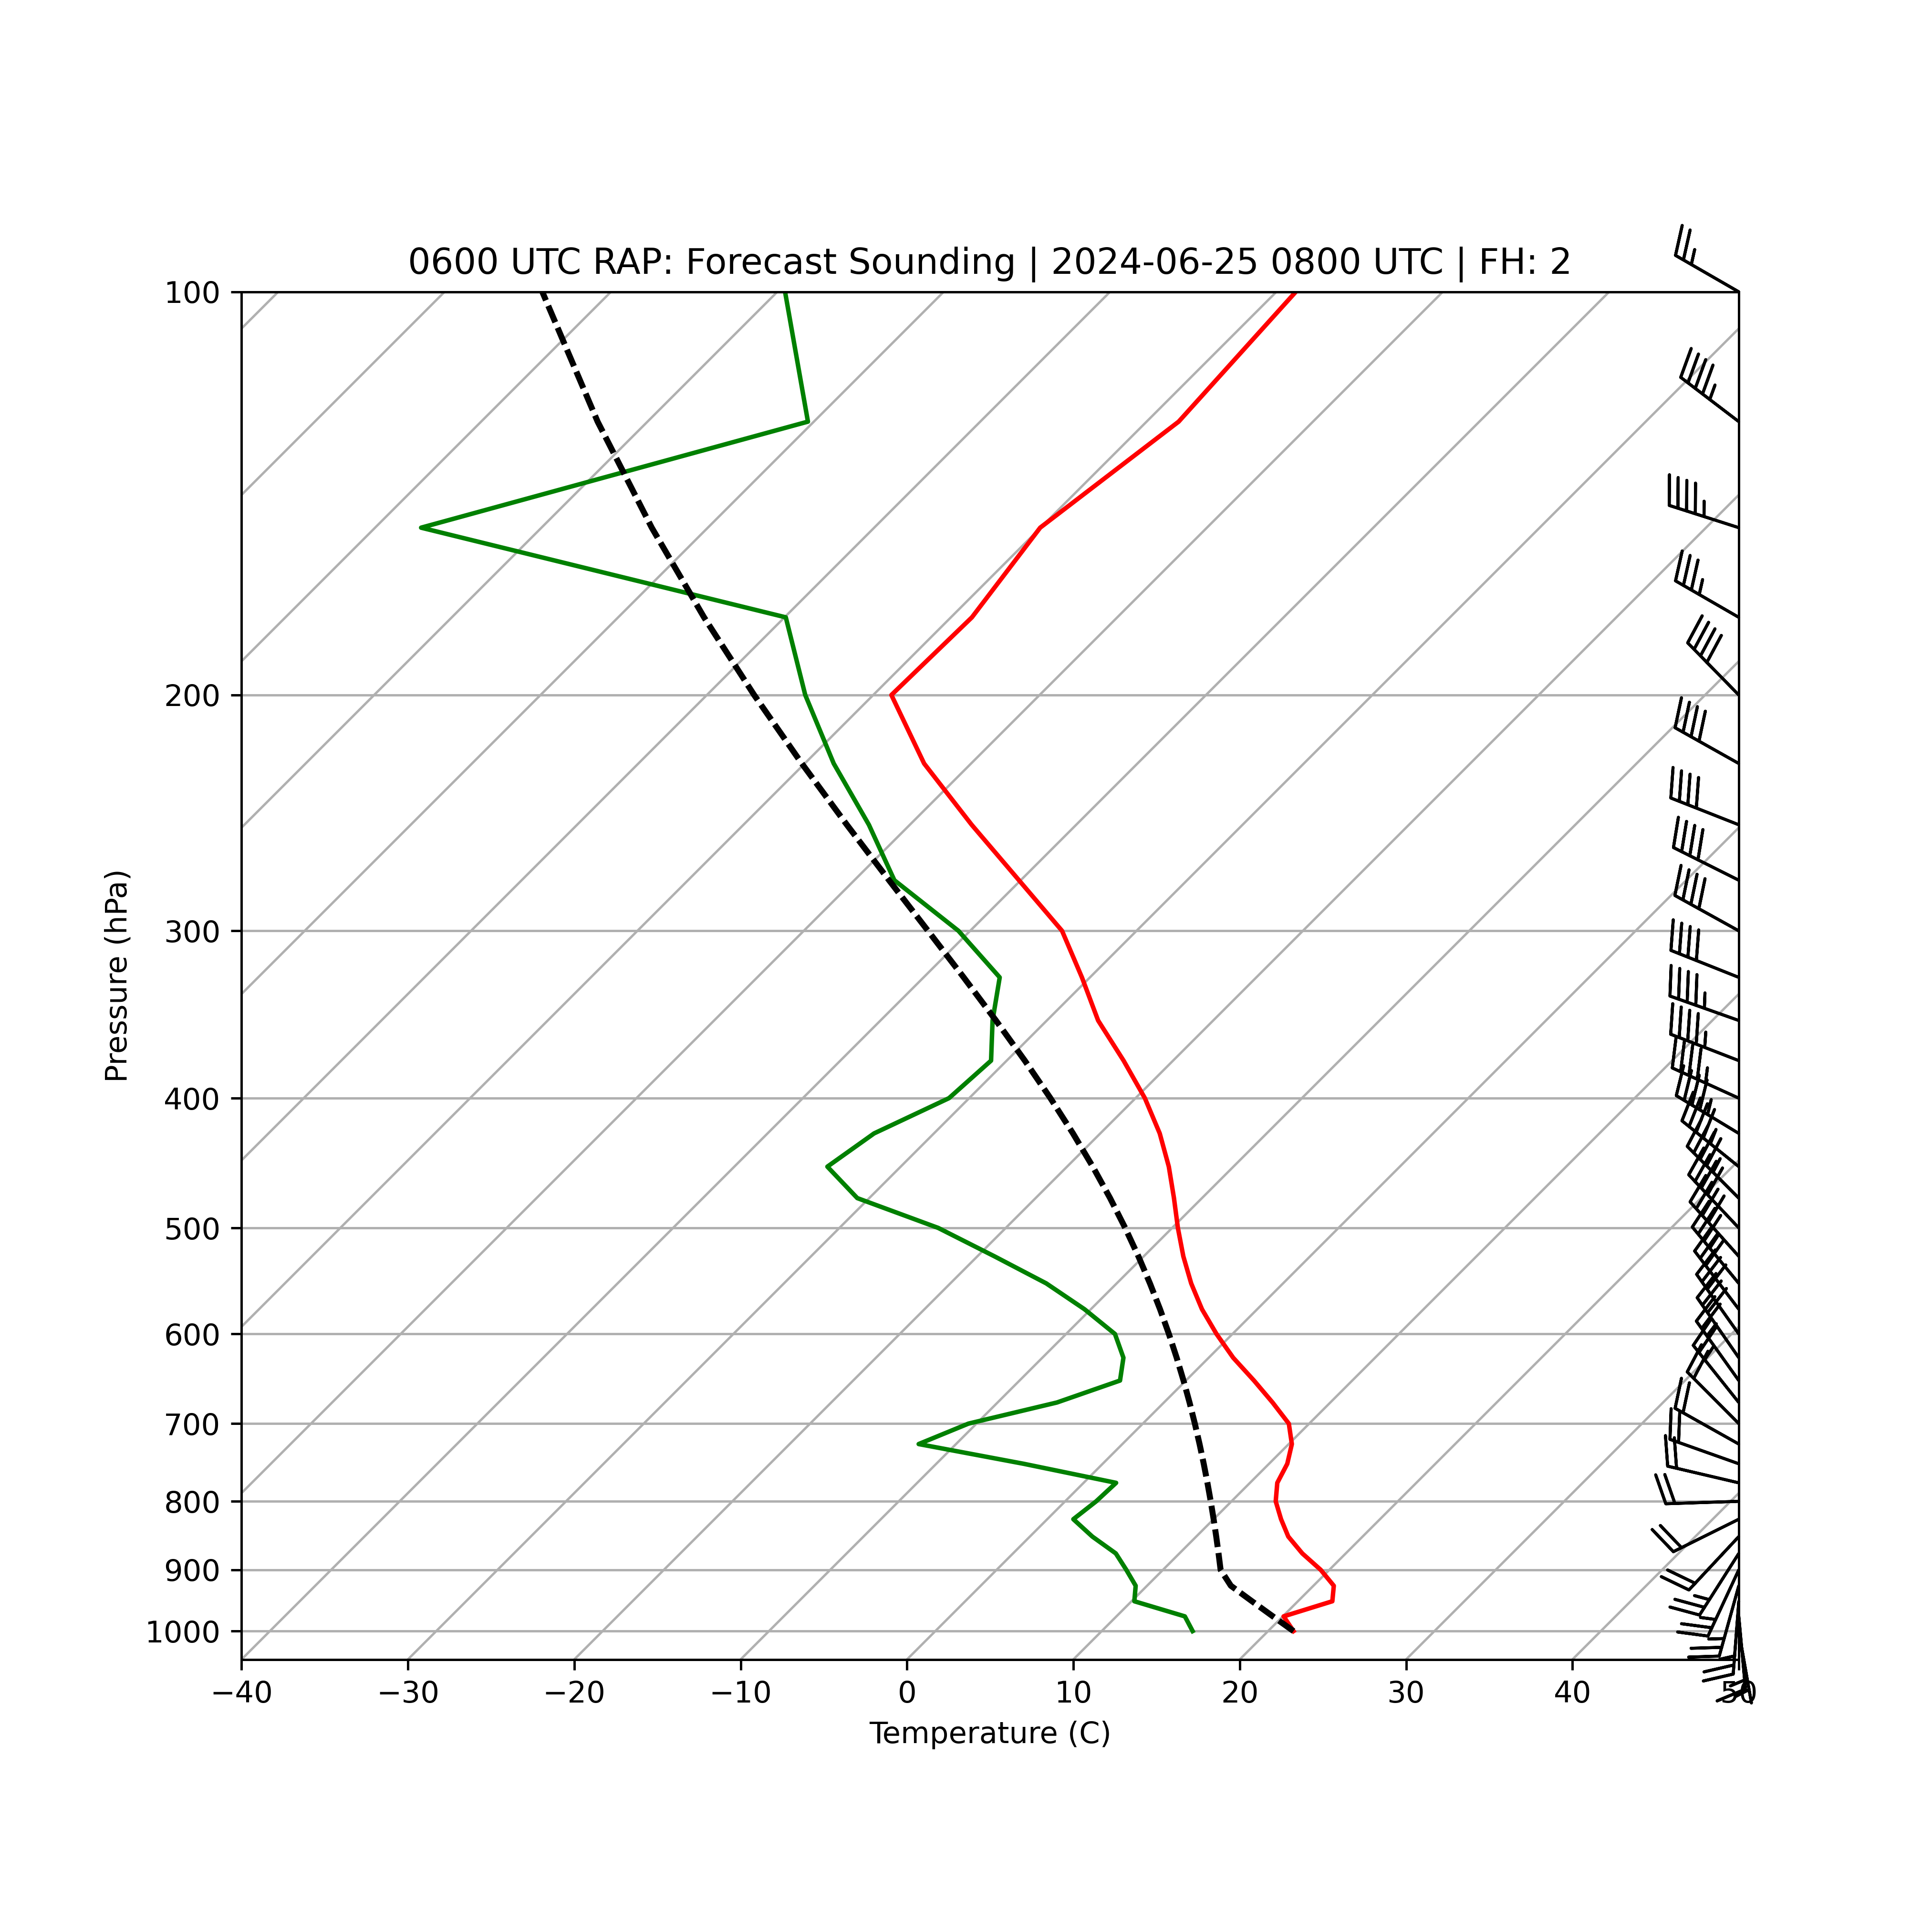 0600 UTC RAP: Forecast Sounding | 2024-06-25 0800 UTC | FH: 2
100
200
300
400
500
600
700
800
900
1000
Pressure (hPa)
−40 −30 −20 −10 0 10 20 30 40 50
Temperature (C)